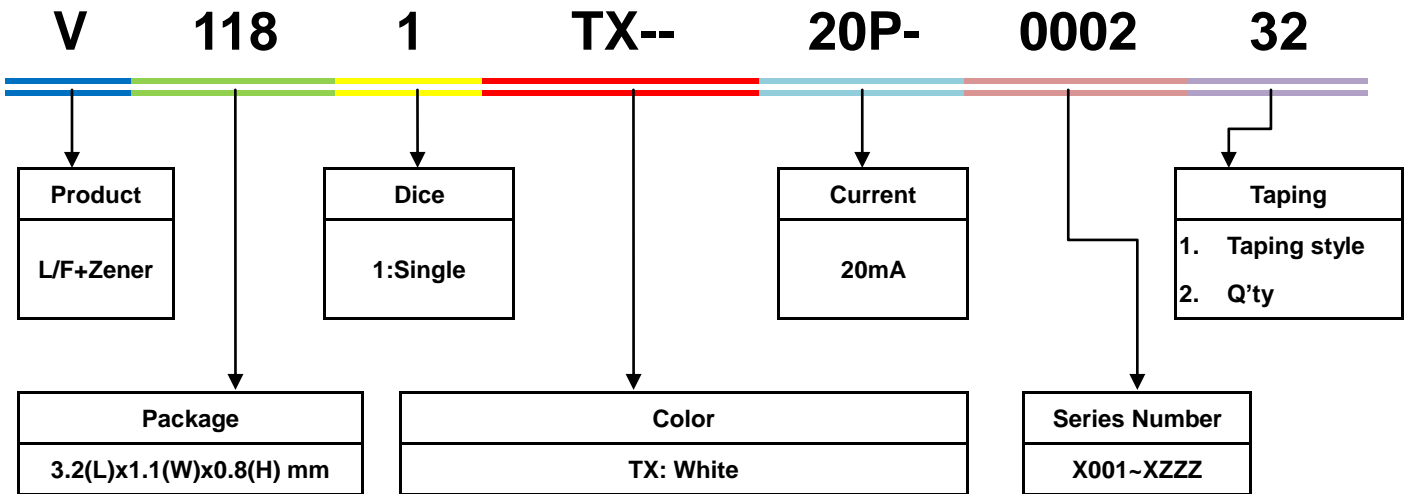 V 118 1 TX-- 20P- 0002 32
Product
L/F+Zener
Dice
1:Single
Current
20mA
Taping
1. Taping style
2. Q’ty
Package
3.2(L)x1.1(W)x0.8(H) mm
Color
TX: White
Series Number
X001~XZZZ